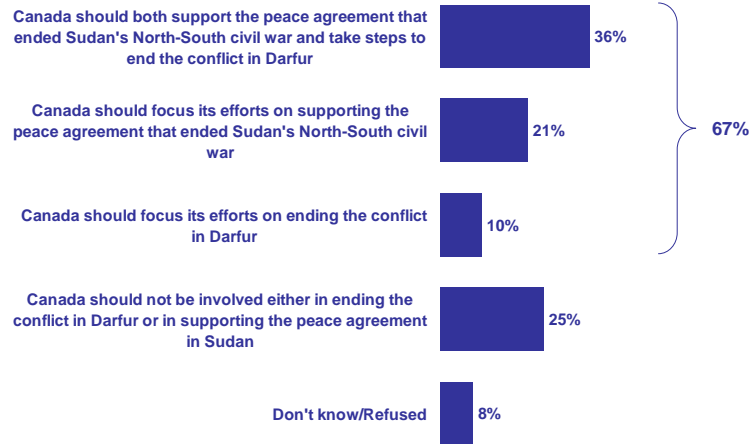 Canada should both support the peace agreement that
ended Sudan's North-South civil war and take steps to
end the conflict in Darfur
36%
Canada should focus its efforts on supporting the
peace agreement that ended Sudan's North-South civil
war
21%
67%
Canada should focus its efforts on ending the conflict
in Darfur
10%
Canada should not be involved either in ending the
conflict in Darfur or in supporting the peace agreement
in Sudan
25%
Don't know/Refused
8%